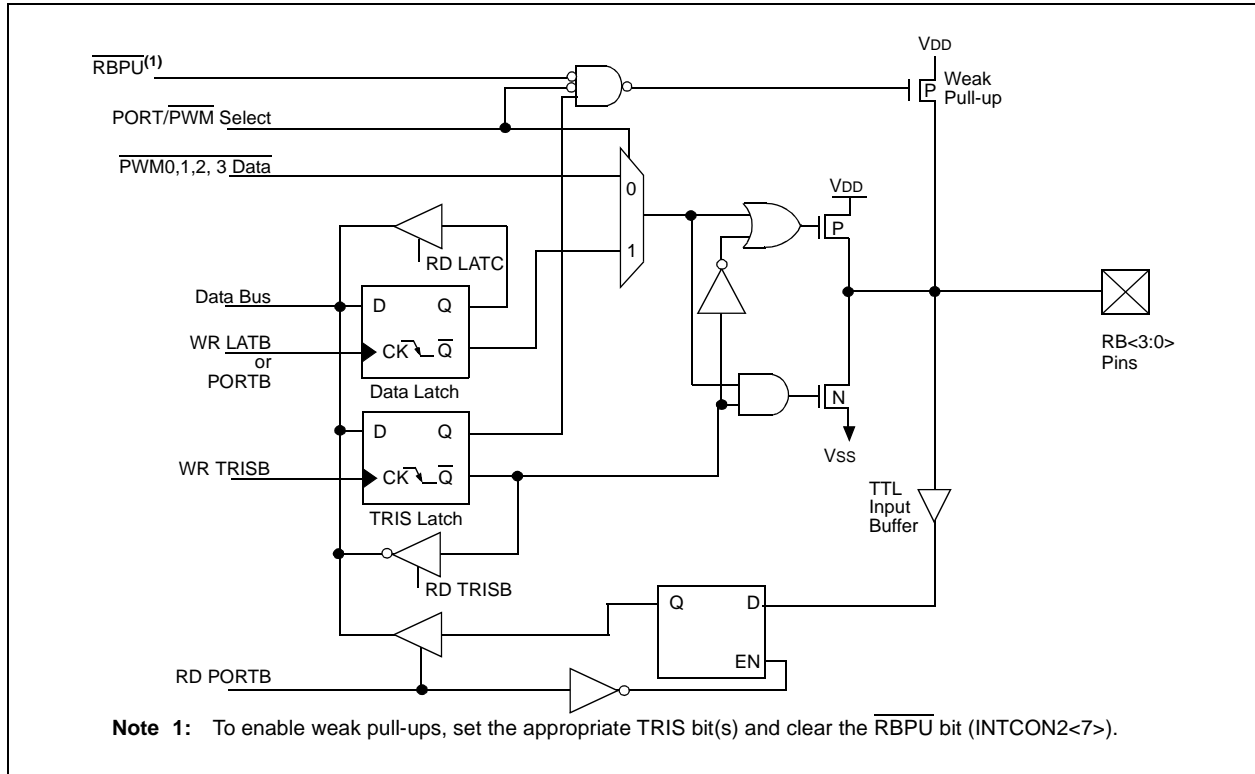 VDD
RBPU(1)
Weak
Pull-up
P
PORT/PWM Select
PWM0,1,2, 3 Data
0
VDD
P
1
RD LATC
Data Bus
D Q
WR LATB
or
PORTB
CK Q
Data Latch
RB<3:0>
Pins
N
VSS
D Q
WR TRISB
CK Q
TRIS Latch
TTL
Input
Buffer
RD TRISB
Q D
EN
RD PORTB
Note 1: To enable weak pull-ups, set the appropriate TRIS bit(s) and clear the RBPU bit (INTCON2<7>).